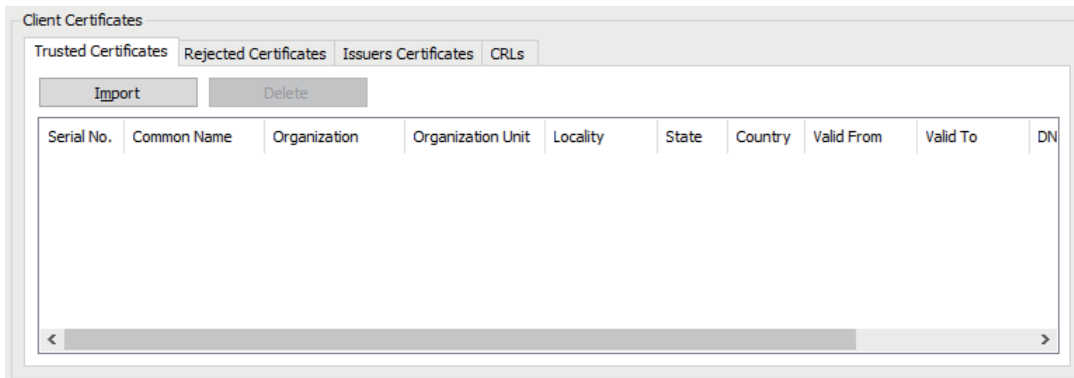 Client Certificates
Trusted Certificates Rejected Certificates Issuers Certificates CRLs
Import Delete
Serial No. Common Name Organization Organization Unit Locality State Country Valid From Valid To DN